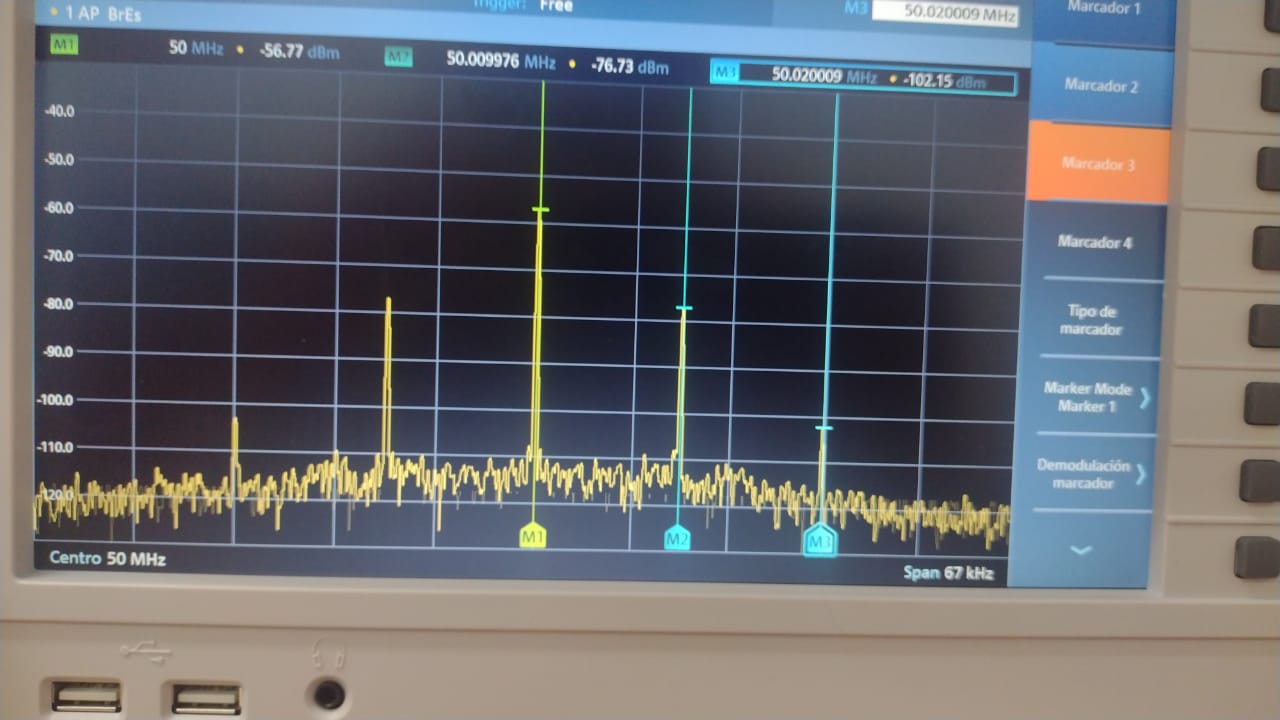 Trigger: Free
• 1 AP BrEs
M3 50.020009 MHz
M1 50 MHz • -56.77 dBm M2 50.009976 MHz • -76.73 dBm M3 50.020009 MHz • -102.15 dBm
-40.0
-50.0
-60.0
-70.0
-80.0
-90.0
-100.0
-110.0
-120.0
M1 M2 M3
Centro 50 MHz Span 67 kHz
Marcador 1
Marcador 2
Marcador 3
Marcador 4
Tipo de
marcador
Marker Mode
Marker 1
Demodulación
marcador